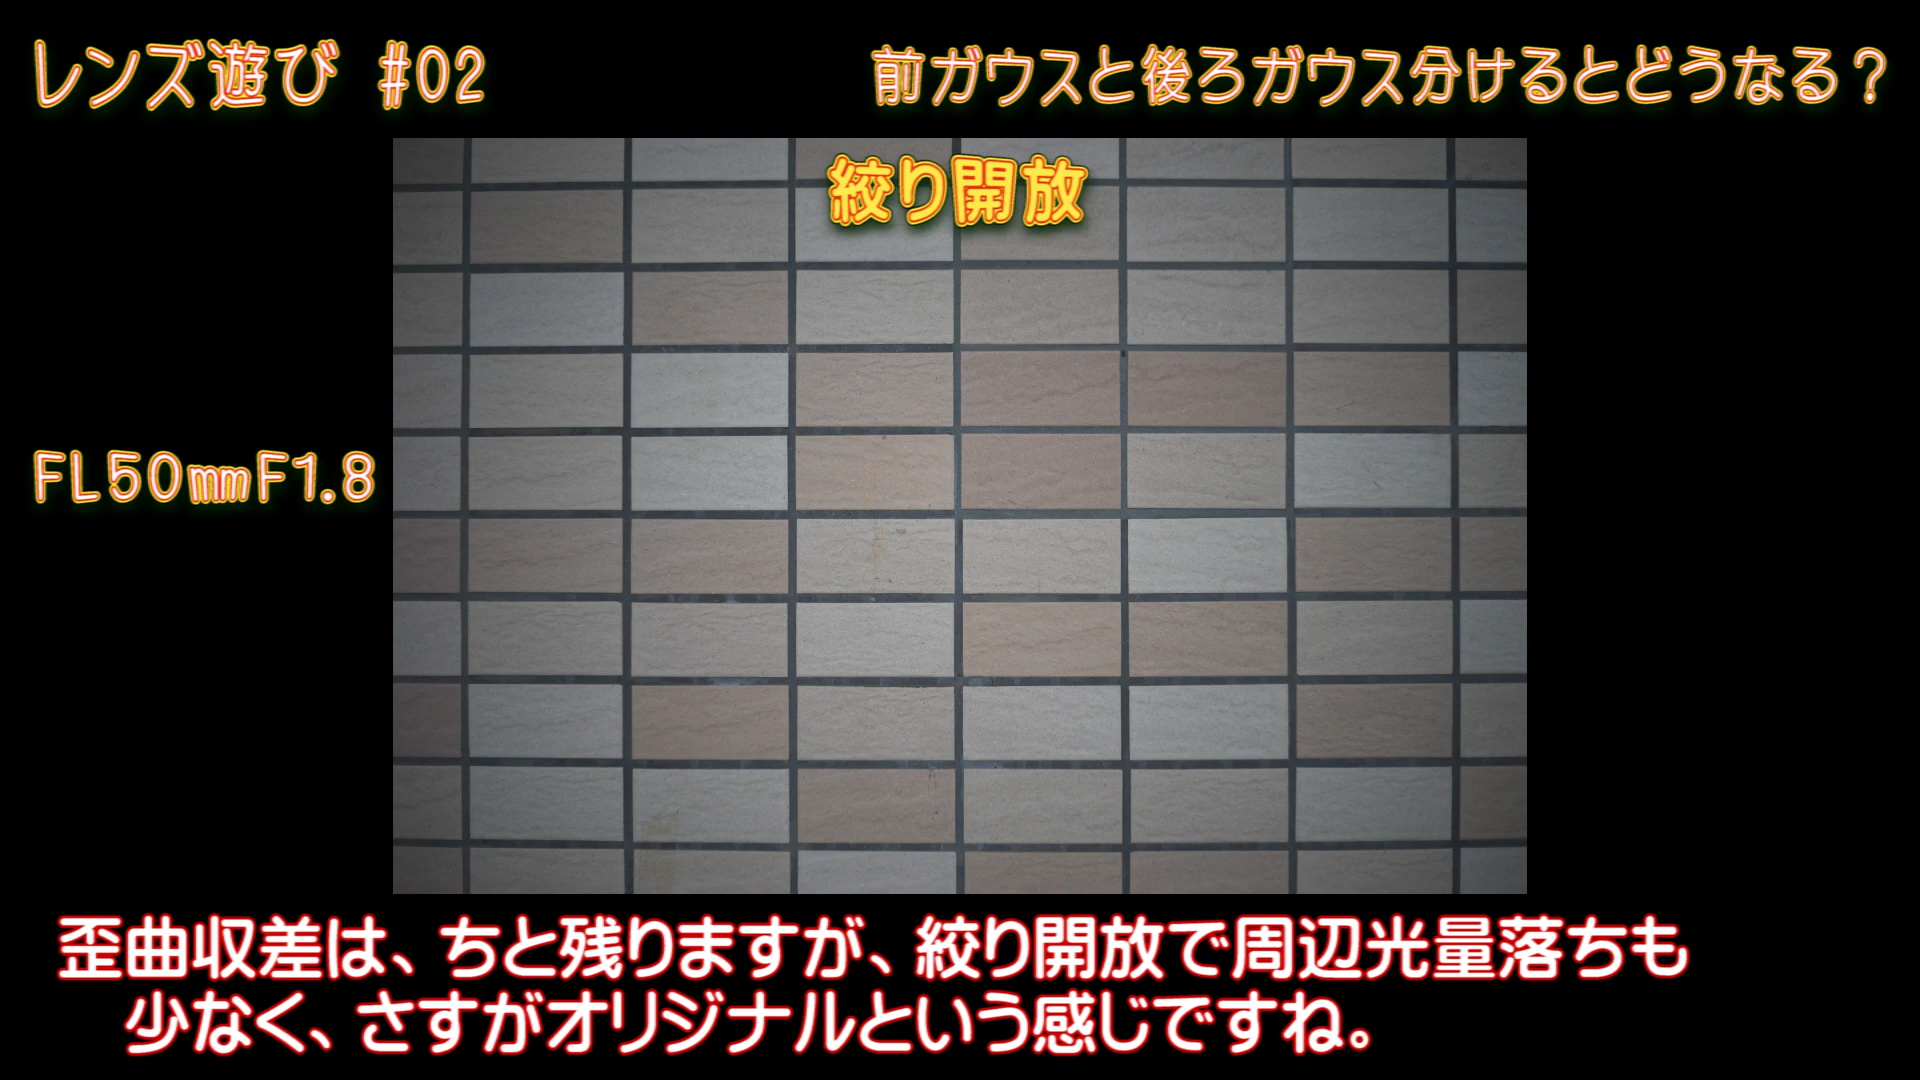 レンズ遊び #02
前ガウスと後ろガウス分けるとどうなる？
絞り開放
FL50mmF1.8
歪曲収差は、ちと残りますが、絞り開放で周辺光量落ちも
少なく、さすがオリジナルという感じですね。